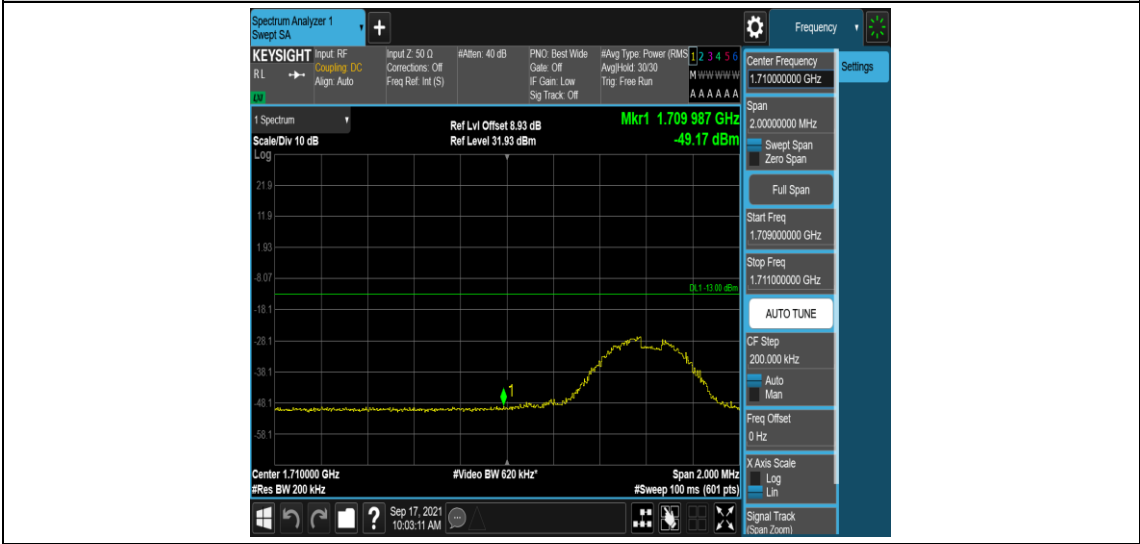 Spectrum Analyzer 1
Swept SA
+
Frequency
KEYSIGHT
RL
Input: RF
Coupling: DC
Align: Auto
Input Z: 50 Ω
Corrections: Off
Freq Ref: Int (S)
#Atten: 40 dB
PNO: Best Wide
Gate: Off
IF Gain: Low
Sig Track: Off
#Avg Type: Power (RMS
Avg|Hold: 30/30
Trig: Free Run
1 2 3 4 5 6
M W W W W W
A A A A A A
1 Spectrum
Scale/Div 10 dB
Log
Ref Lvl Offset 8.93 dB
Ref Level 31.93 dBm
Mkr1 1.709 987 GHz
-49.17 dBm
21.9
11.9
1.93
-8.07
-18.1
-28.1
-38.1
-48.1
-58.1
DL1 -13.00 dBm
1
Center 1.710000 GHz
#Res BW 200 kHz
#Video BW 620 kHz*
Span 2.000 MHz
#Sweep 100 ms (601 pts)
Center Frequency
1.710000000 GHz
Settings
Span
2.00000000 MHz
Swept Span
Zero Span
Full Span
Start Freq
1.709000000 GHz
Stop Freq
1.711000000 GHz
AUTO TUNE
CF Step
200.000 kHz
Auto
Man
Freq Offset
0 Hz
X Axis Scale
Log
Lin
Signal Track
(Span Zoom)
?
Sep 17, 2021
10:03:11 AM